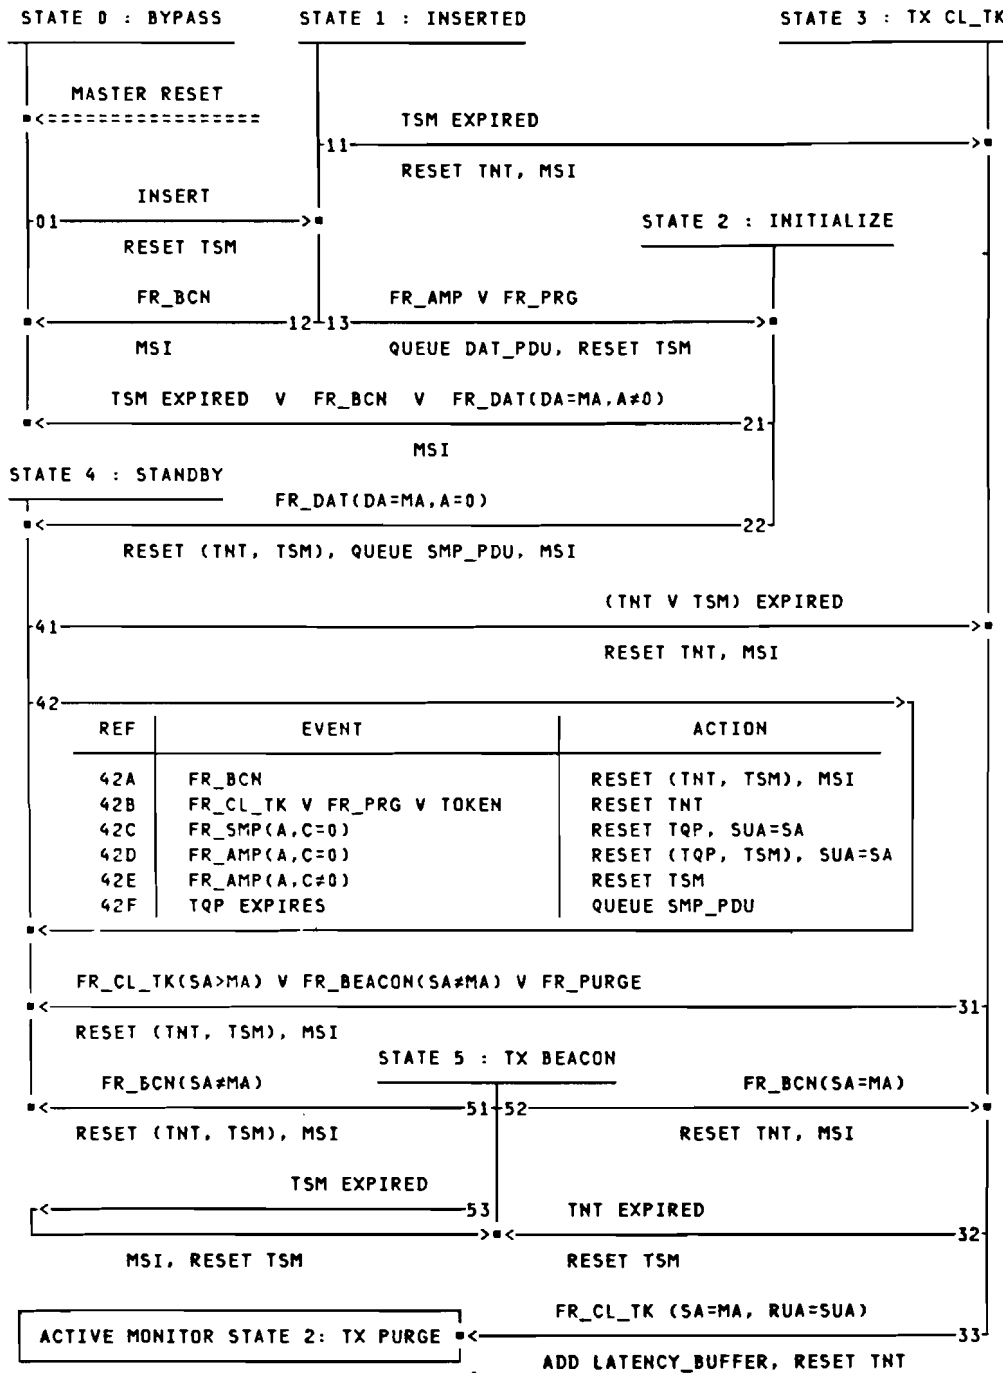 STATE 0 : BYPASS STATE 1 : INSERTED STATE 3 : TX CL_TK
MASTER RESET
TSM EXPIRED
11
RESET TNT, MSI
INSERT
01
RESET TSM
STATE 2 : INITIALIZE
FR_BCN FR_AMP V FR_PRG
12 13
MSI QUEUE DAT_PDU, RESET TSM
TSM EXPIRED V FR_BCN V FR_DAT(DA=MA,A≠0)
21
MSI
STATE 4 : STANDBY
FR_DAT(DA=MA,A=0)
22
RESET (TNT, TSM), QUEUE SMP_PDU, MSI
(TNT V TSM) EXPIRED
41
RESET TNT, MSI
42
REF EVENT ACTION
42A FR_BCN RESET (TNT, TSM), MSI
42B FR_CL_TK V FR_PRG V TOKEN RESET TNT
42C FR_SMP(A,C=0) RESET TQP, SUA=SA
42D FR_AMP(A,C=0) RESET (TQP, TSM), SUA=SA
42E FR_AMP(A,C≠0) RESET TSM
42F TQP EXPIRES QUEUE SMP_PDU
FR_CL_TK(SA>MA) V FR_BEACON(SA≠MA) V FR_PURGE
31
RESET (TNT, TSM), MSI
STATE 5 : TX BEACON
FR_BCN(SA≠MA) FR_BCN(SA=MA)
51 52
RESET (TNT, TSM), MSI RESET TNT, MSI
TSM EXPIRED
53 TNT EXPIRED
32
MSI, RESET TSM RESET TSM
FR_CL_TK (SA=MA, RUA=SUA)
ACTIVE MONITOR STATE 2: TX PURGE 33
ADD LATENCY_BUFFER, RESET TNT